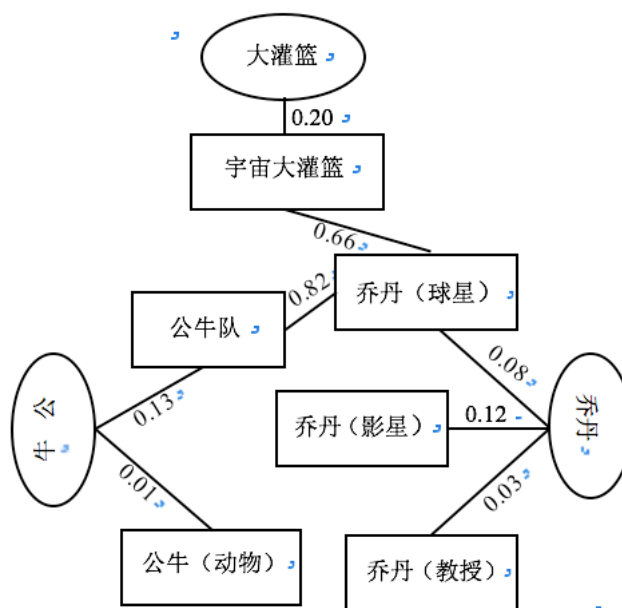 大灌篮
0.20
宇宙大灌篮
0.66
0.82
乔丹（球星）
公牛队
0.08
公牛
0.13
乔丹（影星）
0.12
乔丹
0.01
0.03
公牛（动物）
乔丹（教授）